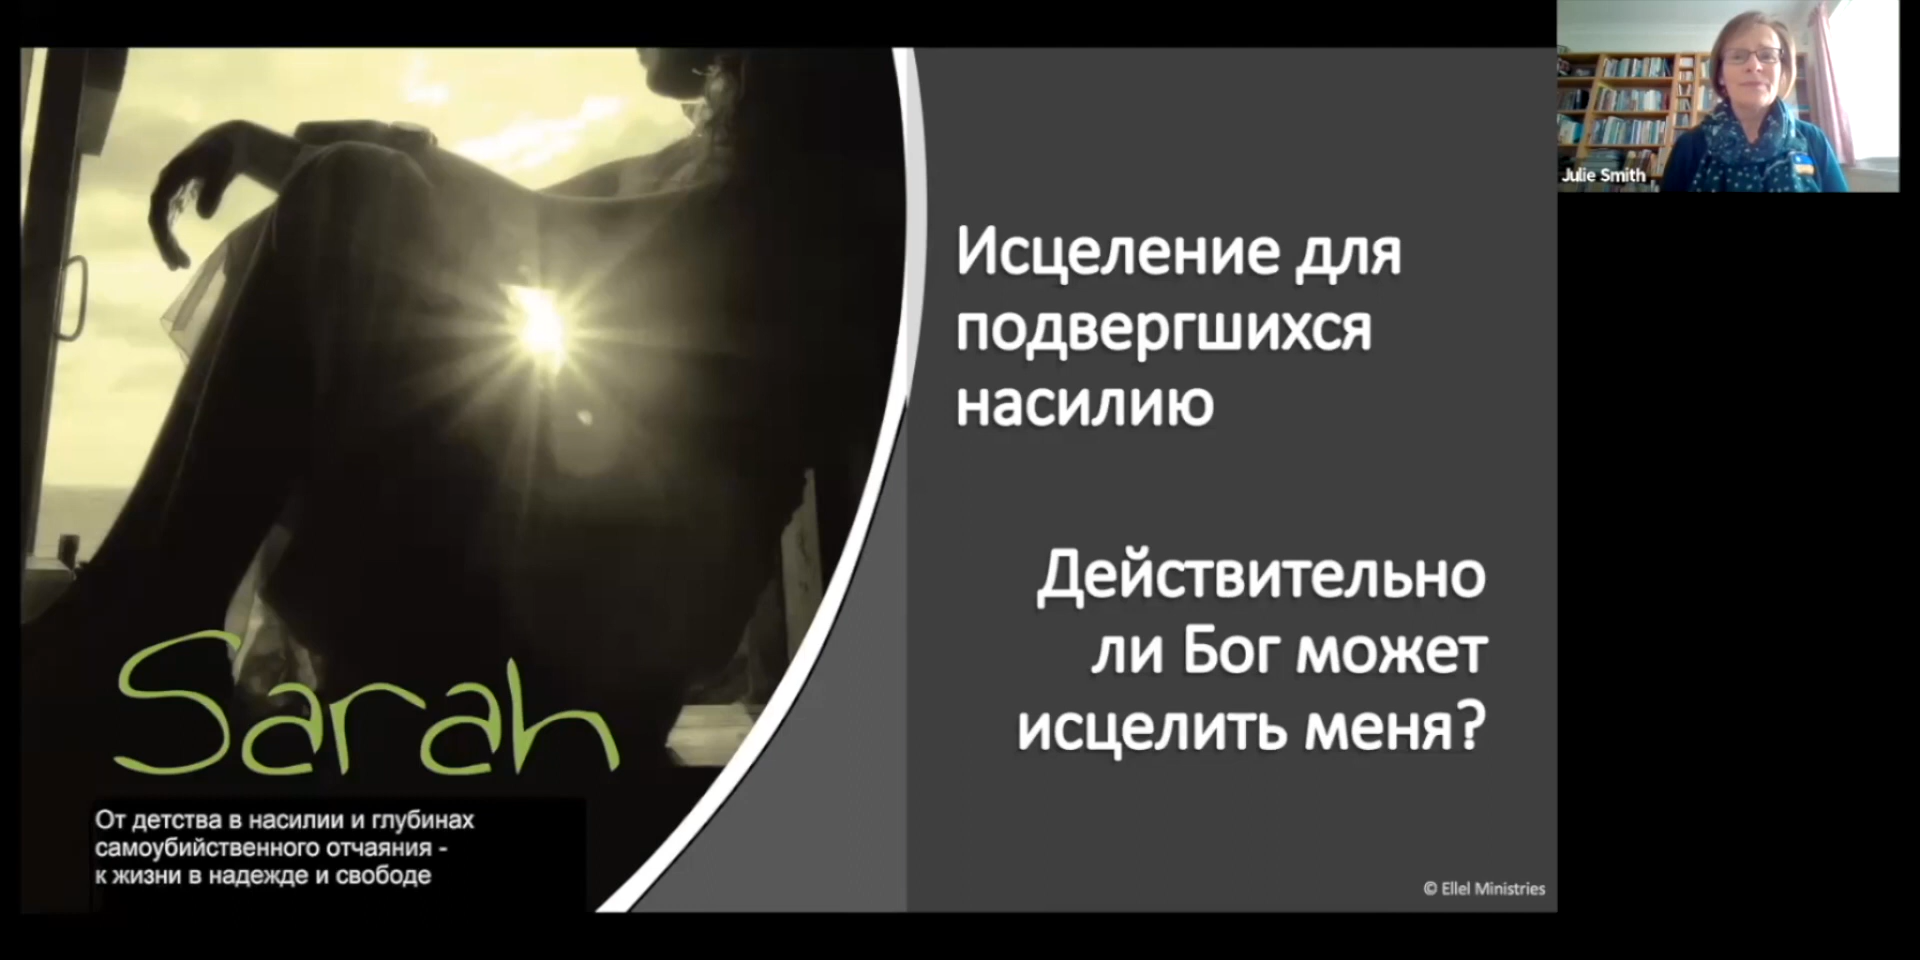 Julie Smith
Исцеление для
подвергшихся
насилию
Действительно
ли Бог может
исцелить меня?
Sarah
От детства в насилии и глубинах
самоубийственного отчаяния -
к жизни в надежде и свободе
© Ellel Ministries